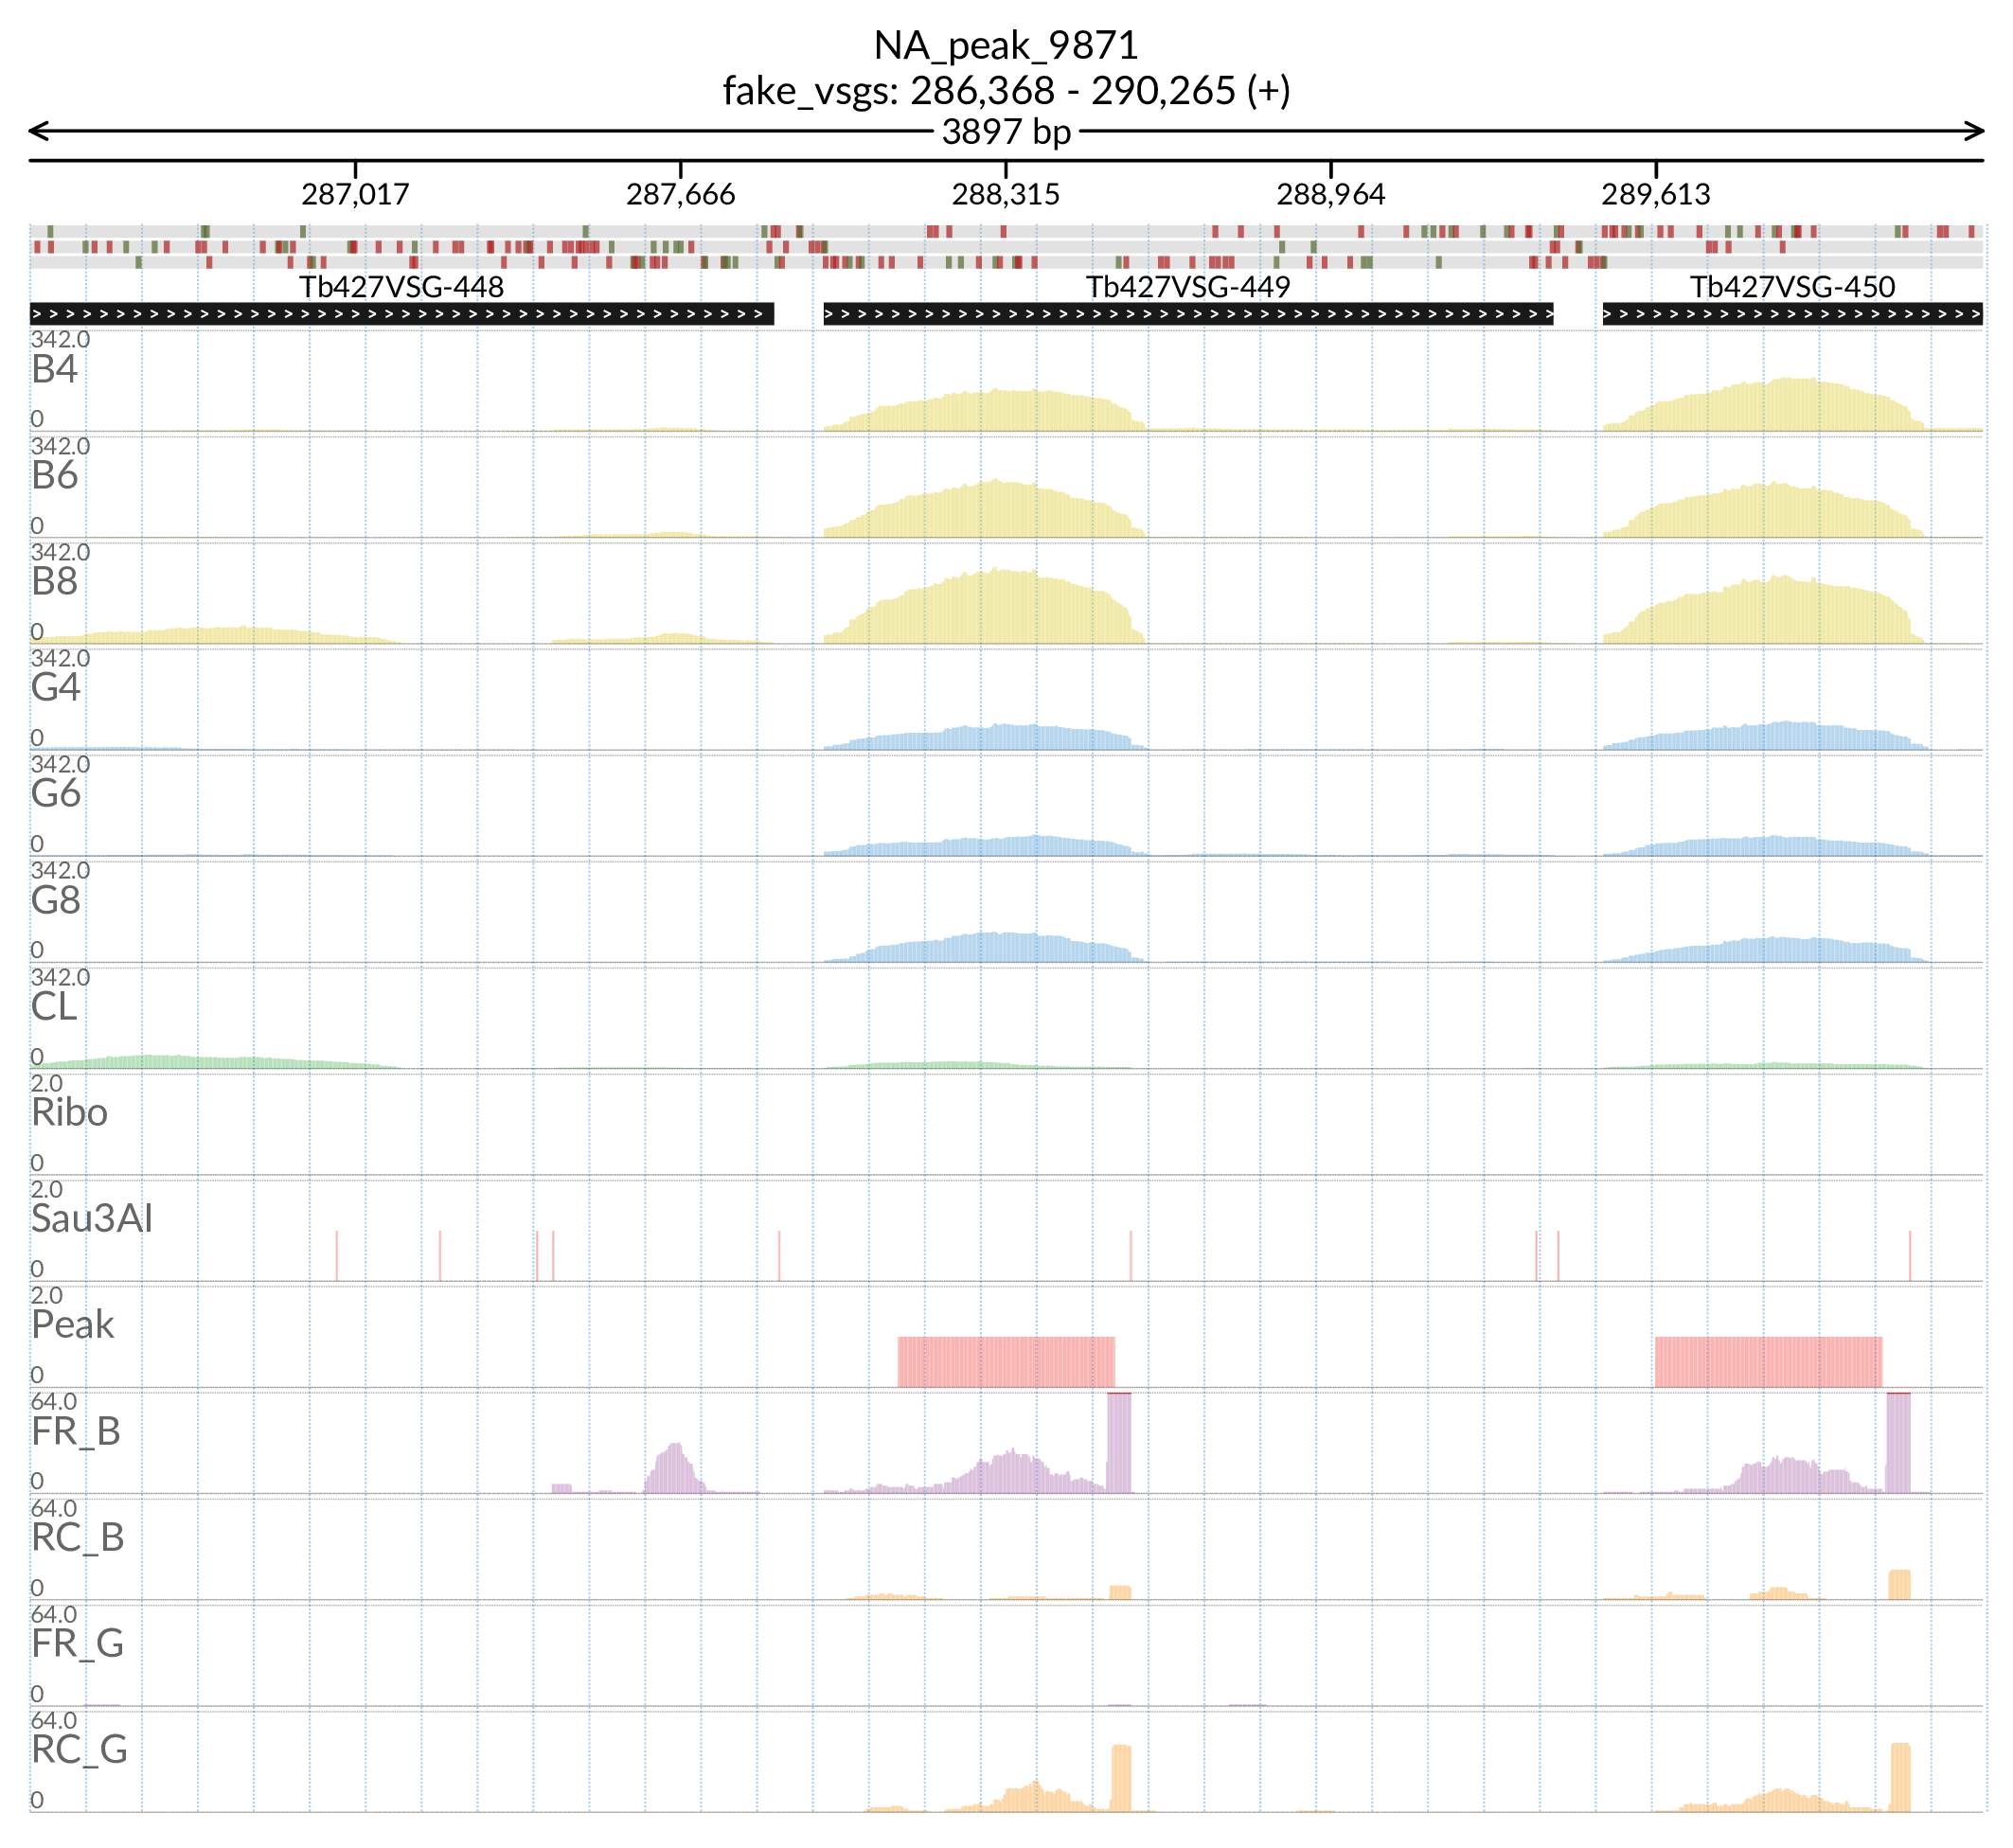 NA_peak_9871
fake_vsgs: 286,368 - 290,265 (+)
3897 bp
287,017 287,666 288,315 288,964 289,613
Tb427VSG-448 Tb427VSG-449 Tb427VSG-450
342.0
B4
0
342.0
B6
0
342.0
B8
0
342.0
G4
0
342.0
G6
0
342.0
G8
0
342.0
CL
0
2.0
Ribo
0
2.0
Sau3AI
0
2.0
Peak
0
64.0
FR_B
0
64.0
RC_B
0
64.0
FR_G
0
64.0
RC_G
0